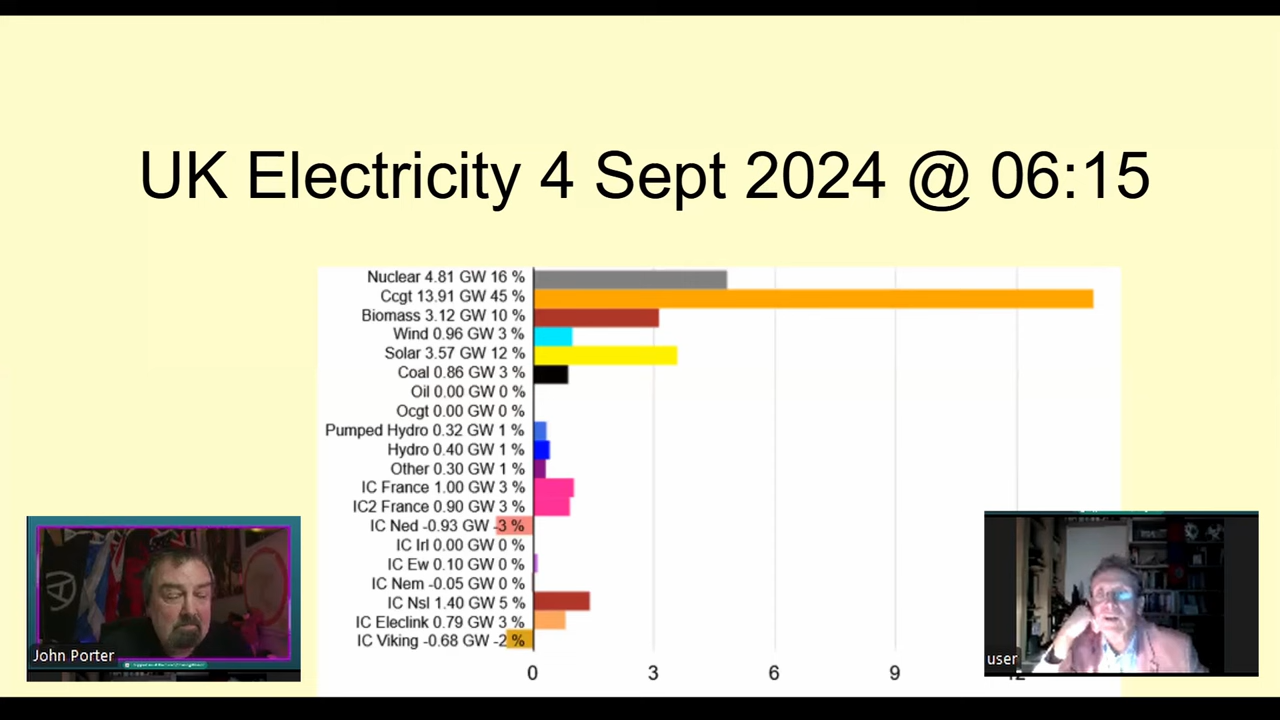 UK Electricity 4 Sept 2024 @ 06:15
Nuclear 4.81 GW 16 %
Ccgt 13.91 GW 45 %
Biomass 3.12 GW 10 %
Wind 0.96 GW 3 %
Solar 3.57 GW 12 %
Coal 0.86 GW 3 %
Oil 0.00 GW 0 %
Ocgt 0.00 GW 0 %
Pumped Hydro 0.32 GW 1 %
Hydro 0.40 GW 1 %
Other 0.30 GW 1 %
IC France 1.00 GW 3 %
IC2 France 0.90 GW 3 %
IC Ned -0.93 GW -3 %
IC Irl 0.00 GW 0 %
IC Ew 0.10 GW 0 %
IC Nem -0.05 GW 0 %
IC Nsl 1.40 GW 5 %
IC Eleclink 0.79 GW 3 %
IC Viking -0.68 GW -2 %
0 3 6 9 12
John Porter
user